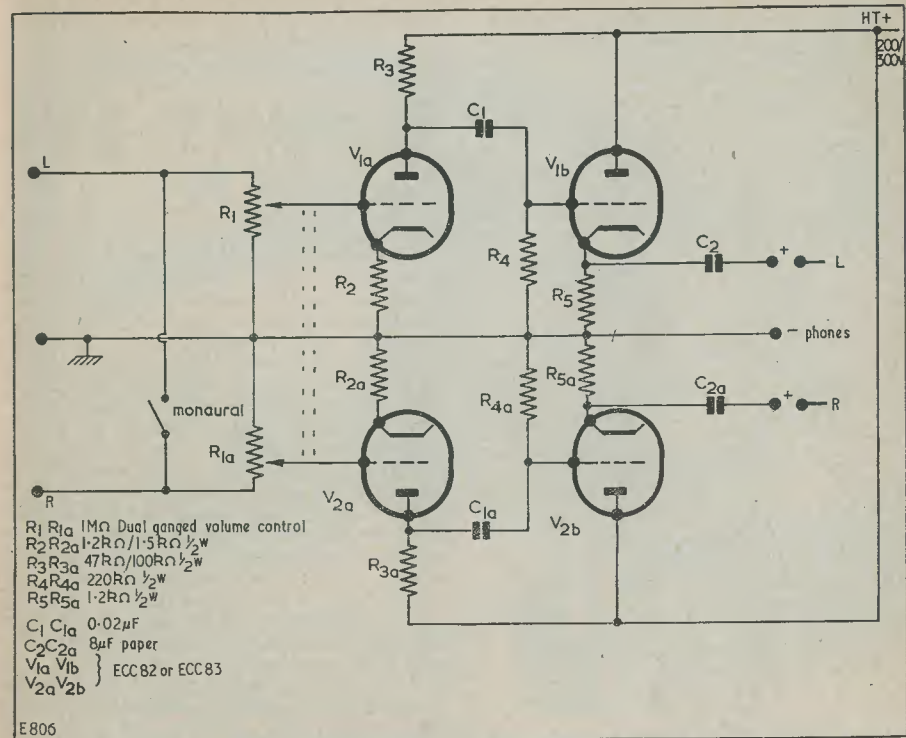 HT+
200/
300v
R3
C1
L
V1a
V1b
R1
C2
+
L
R4
R2
R5
− phones
R2a
R5a
C2a
monaural
R4a
+
R
R1a
R
V2a
C1a
V2b
R3a
R1 R1a 1MΩ Dual ganged volume control
R2 R2a 1·2kΩ/1·5kΩ ½w
R3 R3a 47kΩ/100kΩ ½w
R4 R4a 220kΩ ½w
R5 R5a 1·2kΩ ½w
C1 C1a 0·02µF
C2 C2a 8µF paper
V1a V1b
} ECC82 or ECC83
V2a V2b
E806